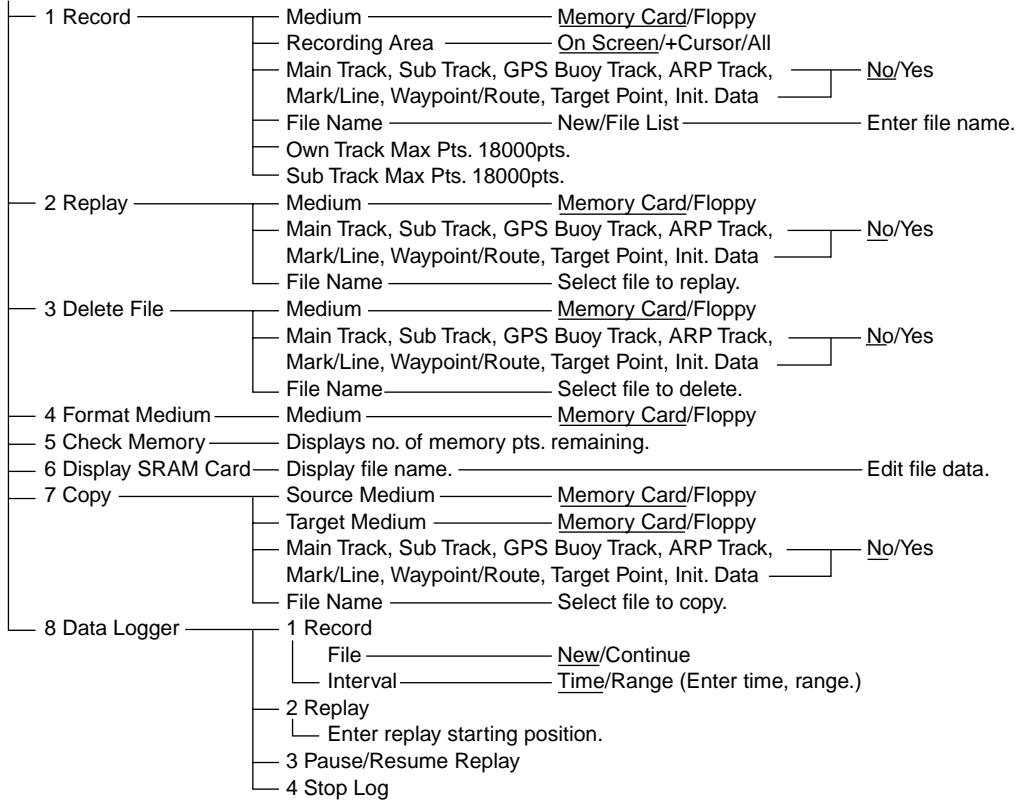 1 Record Medium Memory Card/Floppy
Recording Area On Screen/+Cursor/All
Main Track, Sub Track, GPS Buoy Track, ARP Track, No/Yes
Mark/Line, Waypoint/Route, Target Point, Init. Data
File Name New/File List Enter file name.
Own Track Max Pts. 18000pts.
Sub Track Max Pts. 18000pts.
2 Replay Medium Memory Card/Floppy
Main Track, Sub Track, GPS Buoy Track, ARP Track, No/Yes
Mark/Line, Waypoint/Route, Target Point, Init. Data
File Name Select file to replay.
3 Delete File Medium Memory Card/Floppy
Main Track, Sub Track, GPS Buoy Track, ARP Track, No/Yes
Mark/Line, Waypoint/Route, Target Point, Init. Data
File Name Select file to delete.
4 Format Medium Medium Memory Card/Floppy
5 Check Memory Displays no. of memory pts. remaining.
6 Display SRAM Card Display file name. Edit file data.
7 Copy Source Medium Memory Card/Floppy
Target Medium Memory Card/Floppy
Main Track, Sub Track, GPS Buoy Track, ARP Track, No/Yes
Mark/Line, Waypoint/Route, Target Point, Init. Data
File Name Select file to copy.
8 Data Logger 1 Record
File New/Continue
Interval Time/Range (Enter time, range.)
2 Replay
Enter replay starting position.
3 Pause/Resume Replay
4 Stop Log